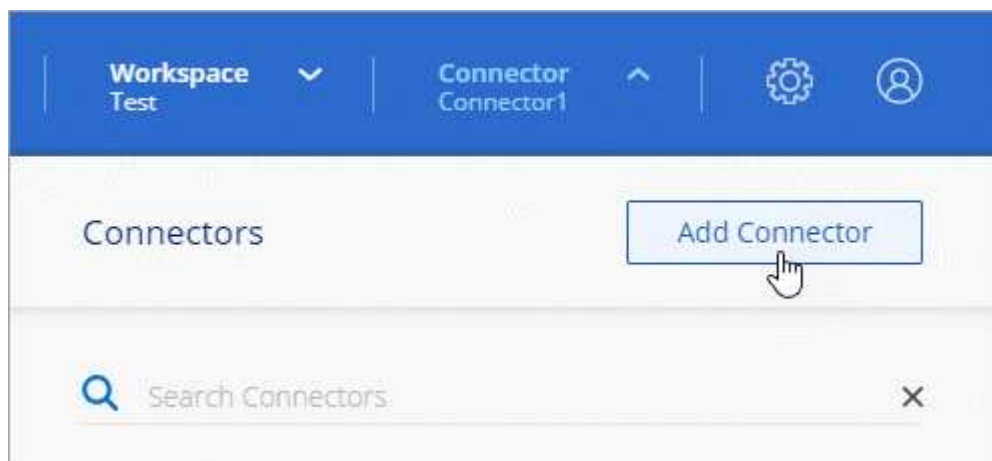 Workspace
Test
Connector
Connector1
Connectors
Add Connector
Search Connectors